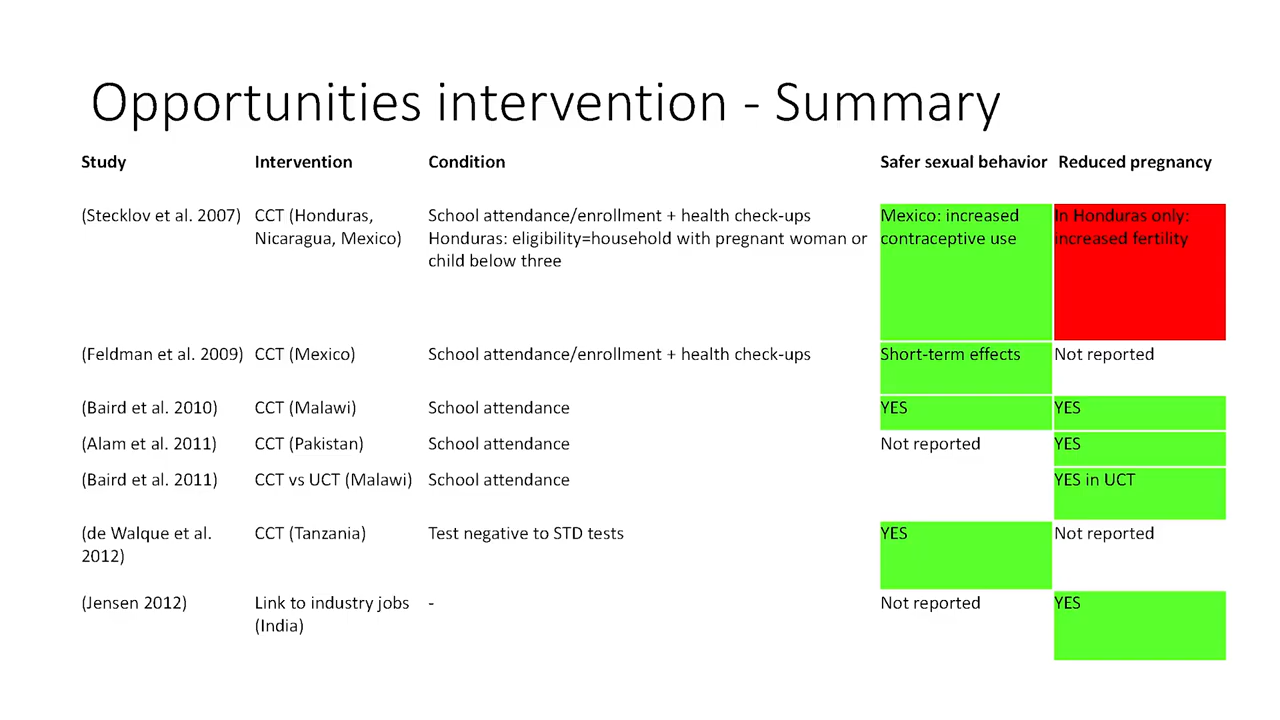 Opportunities intervention - Summary
Study Intervention Condition Safer sexual behavior Reduced pregnancy
(Stecklov et al. 2007) CCT (Honduras, School attendance/enrollment + health check-ups Mexico: increased In Honduras only:
Nicaragua, Mexico) Honduras: eligibility=household with pregnant woman or contraceptive use increased fertility
child below three
(Feldman et al. 2009) CCT (Mexico) School attendance/enrollment + health check-ups Short-term effects Not reported
(Baird et al. 2010) CCT (Malawi) School attendance YES YES
(Alam et al. 2011) CCT (Pakistan) School attendance Not reported YES
(Baird et al. 2011) CCT vs UCT (Malawi) School attendance YES in UCT
(de Walque et al. CCT (Tanzania) Test negative to STD tests YES Not reported
2012)
(Jensen 2012) Link to industry jobs - Not reported YES
(India)